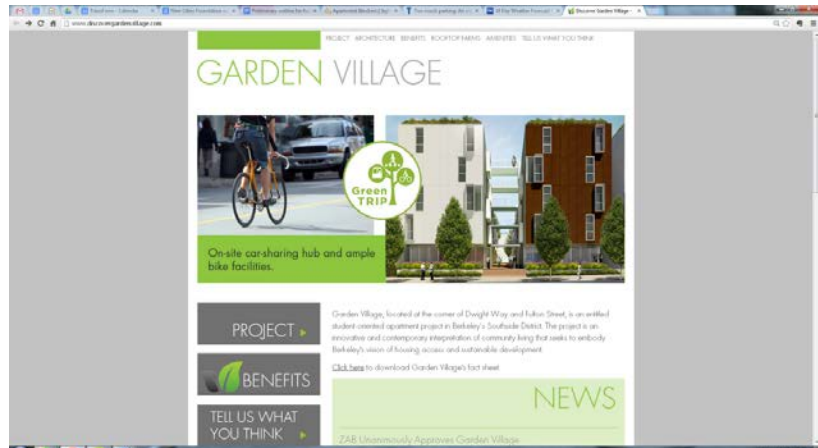 www.discovergardenvillage.com
PROJECT ARCHITECTURE BENEFITS ROOFTOP FARMS AMENITIES TELL US WHAT YOU THINK
GARDEN VILLAGE
Green
TRIP
On-site car-sharing hub and ample
bike facilities.
PROJECT
BENEFITS
TELL US WHAT
YOU THINK
Garden Village, located at the corner of Dwight Way and Fulton Street, is an entitled
student-oriented apartment project in Berkeley's Southside District. The project is an
innovative and contemporary interpretation of community living that seeks to embody
Berkeley's vision of housing, access and sustainable development.
Click here to download Garden Village's fact sheet
NEWS
ZAB Unanimously Approves Garden Village